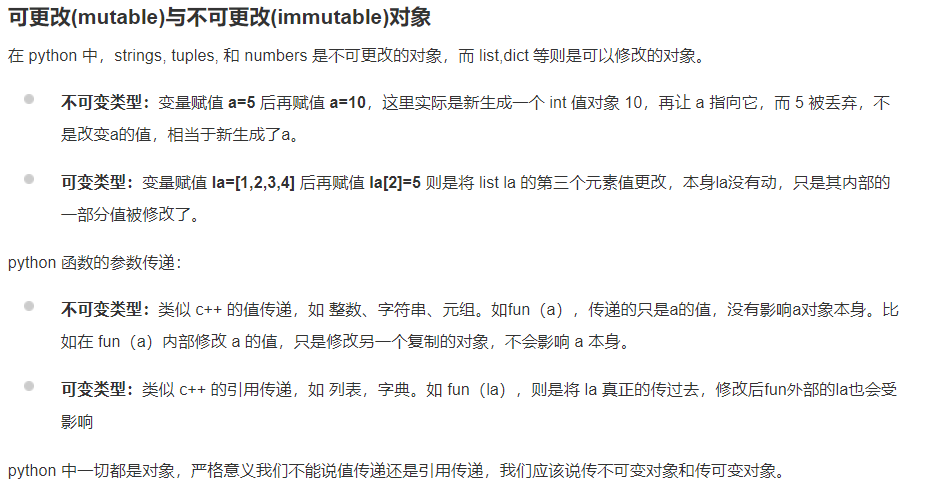 可更改(mutable)与不可更改(immutable)对象
在 python 中，strings, tuples, 和 numbers 是不可更改的对象，而 list,dict 等则是可以修改的对象。
不可变类型：变量赋值 a=5 后再赋值 a=10，这里实际是新生成一个 int 值对象 10，再让 a 指向它，而 5 被丢弃，不
是改变a的值，相当于新生成了a。
可变类型：变量赋值 la=[1,2,3,4] 后再赋值 la[2]=5 则是将 list la 的第三个元素值更改，本身la没有动，只是其内部的
一部分值被修改了。
python 函数的参数传递：
不可变类型：类似 c++ 的值传递，如 整数、字符串、元组。如fun（a），传递的只是a的值，没有影响a对象本身。比
如在 fun（a）内部修改 a 的值，只是修改另一个复制的对象，不会影响 a 本身。
可变类型：类似 c++ 的引用传递，如 列表，字典。如 fun（la），则是将 la 真正的传过去，修改后fun外部的la也会受
影响
python 中一切都是对象，严格意义我们不能说值传递还是引用传递，我们应该说传不可变对象和传可变对象。